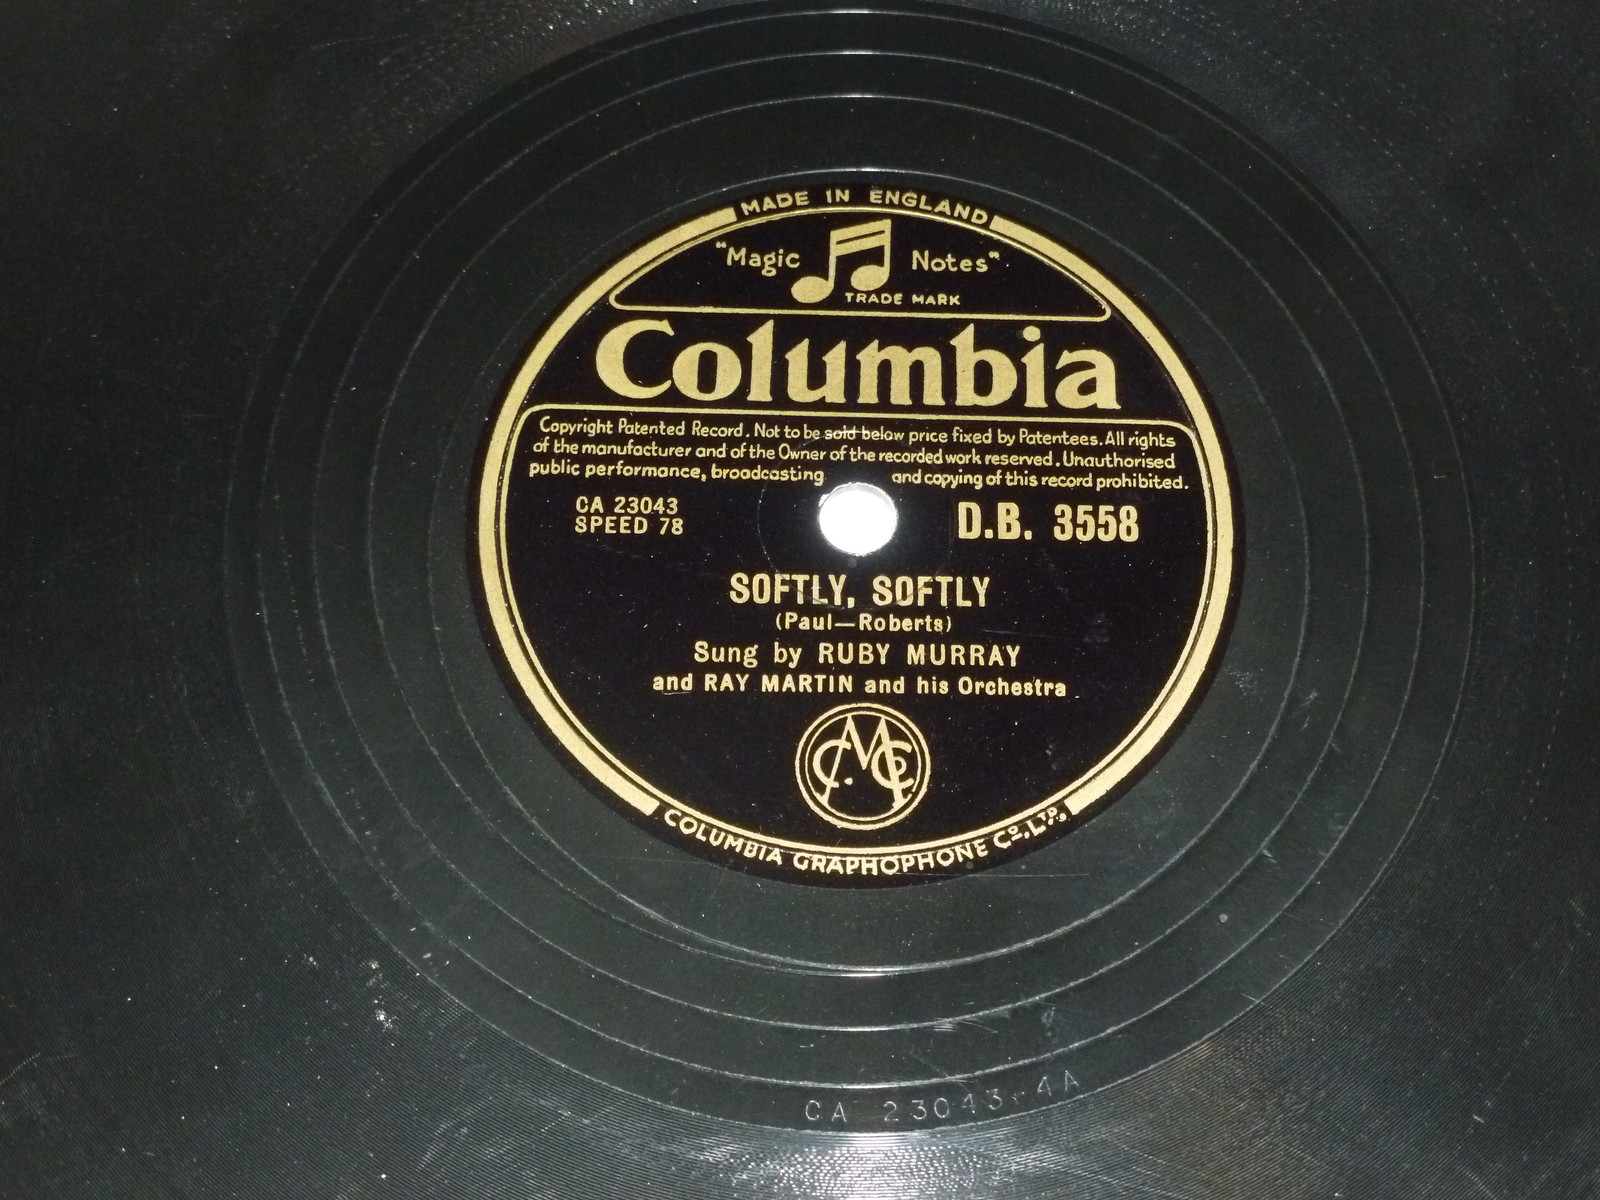 MADE IN ENGLAND
"Magic Notes"
TRADE MARK
Columbia
Copyright Patented Record. Not to be sold below price fixed by Patentees. All rights
of the manufacturer and of the Owner of the recorded work reserved. Unauthorised
public performance, broadcasting and copying of this record prohibited.
CA 23043
SPEED 78
D.B. 3558
SOFTLY, SOFTLY
(Paul—Roberts)
Sung by RUBY MURRAY
and RAY MARTIN and his Orchestra
COLUMBIA GRAPHOPHONE Co. LTD.
CA 23043-4A